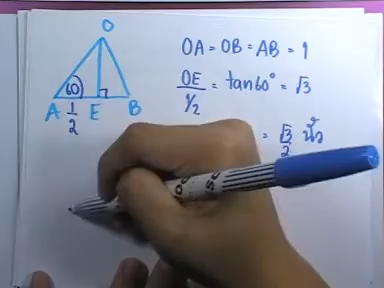 O
60
A 1/2 E B
OA = OB = AB = 1
OE / 1/2 = tan60° = √3
= √3/2 นิ้ว